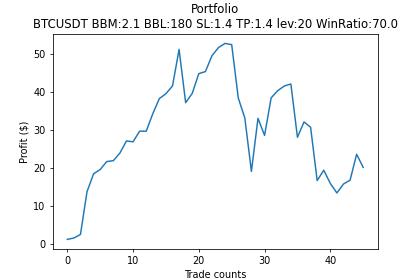 Portfolio
BTCUSDT BBM:2.1 BBL:180 SL:1.4 TP:1.4 lev:20 WinRatio:70.0
Profit ($)
50
40
30
20
10
0
0 10 20 30 40
Trade counts